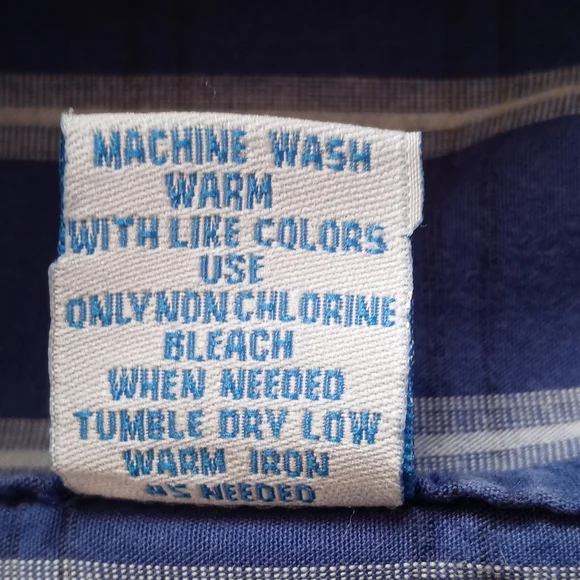 MACHINE WASH
WARM
WITH LIKE COLORS
USE
ONLY NON CHLORINE
BLEACH
WHEN NEEDED
TUMBLE DRY LOW
WARM IRON
AS NEEDED